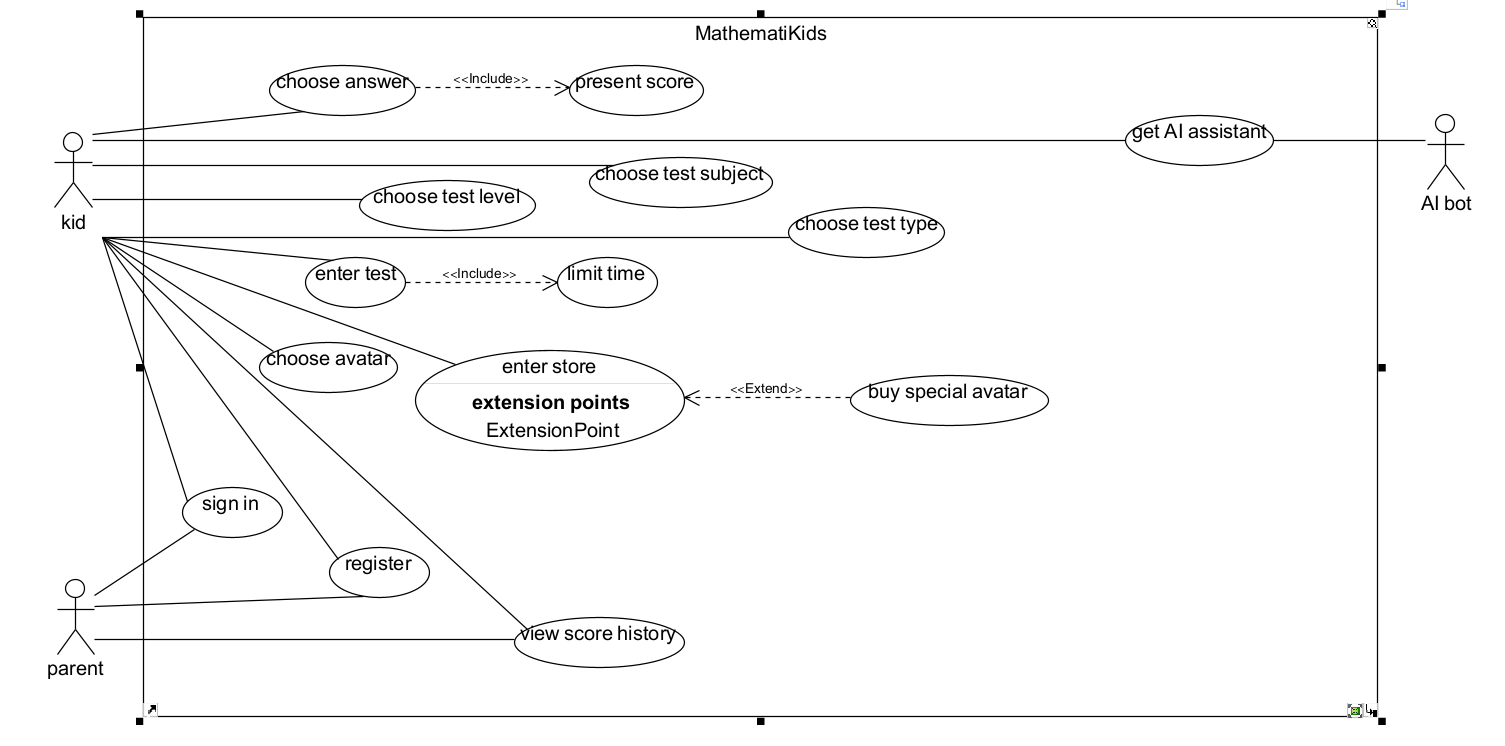 MathematiKids
choose answer
<<Include>>
present score
get AI assistant
choose test subject
choose test level
kid
AI bot
choose test type
enter test
<<Include>>
limit time
choose avatar
enter store
extension points
ExtensionPoint
<<Extend>>
buy special avatar
sign in
register
view score history
parent